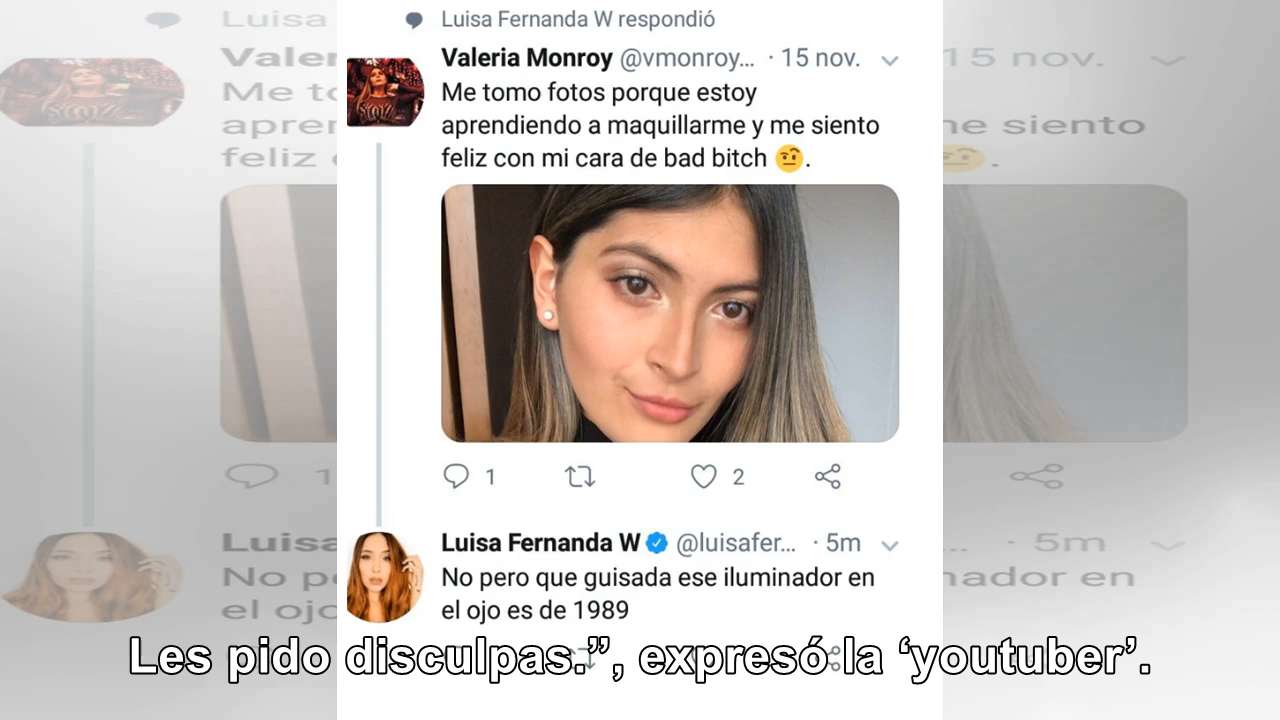 Luisa Fernanda W respondió
Valeria Monroy @vmonroy... · 15 nov.
Me tomo fotos porque estoy
aprendiendo a maquillarme y me siento
feliz con mi cara de bad bitch 🤨.
1 2
Luisa Fernanda W @luisafer... · 5m
No pero que guisada ese iluminador en
el ojo es de 1989
Les pido disculpas.”, expresó la ‘youtuber’.